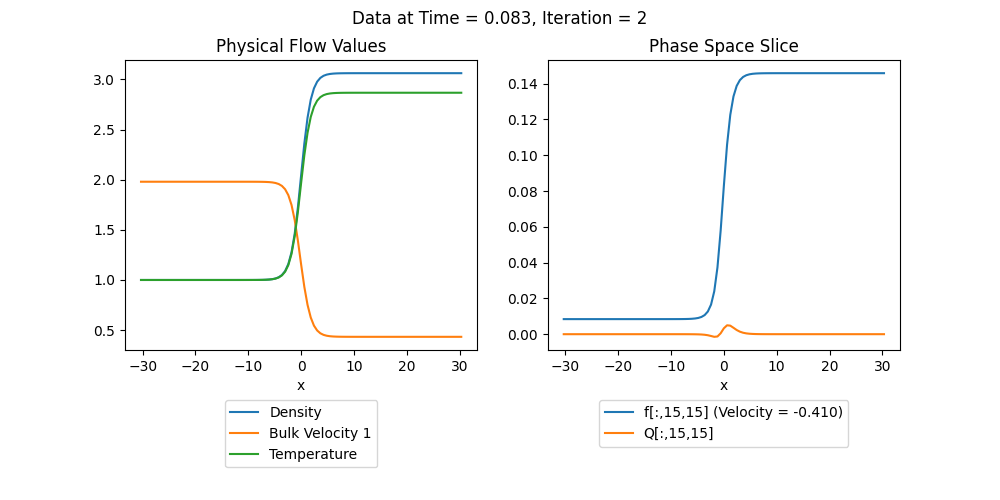 Data at Time = 0.083, Iteration = 2
Physical Flow Values
3.0
2.5
2.0
1.5
1.0
0.5
−30
−20
−10
0
10
20
30
x
Density
Bulk Velocity 1
Temperature
Phase Space Slice
0.14
0.12
0.10
0.08
0.06
0.04
0.02
0.00
−30
−20
−10
0
10
20
30
x
f[:,15,15] (Velocity = -0.410)
Q[:,15,15]